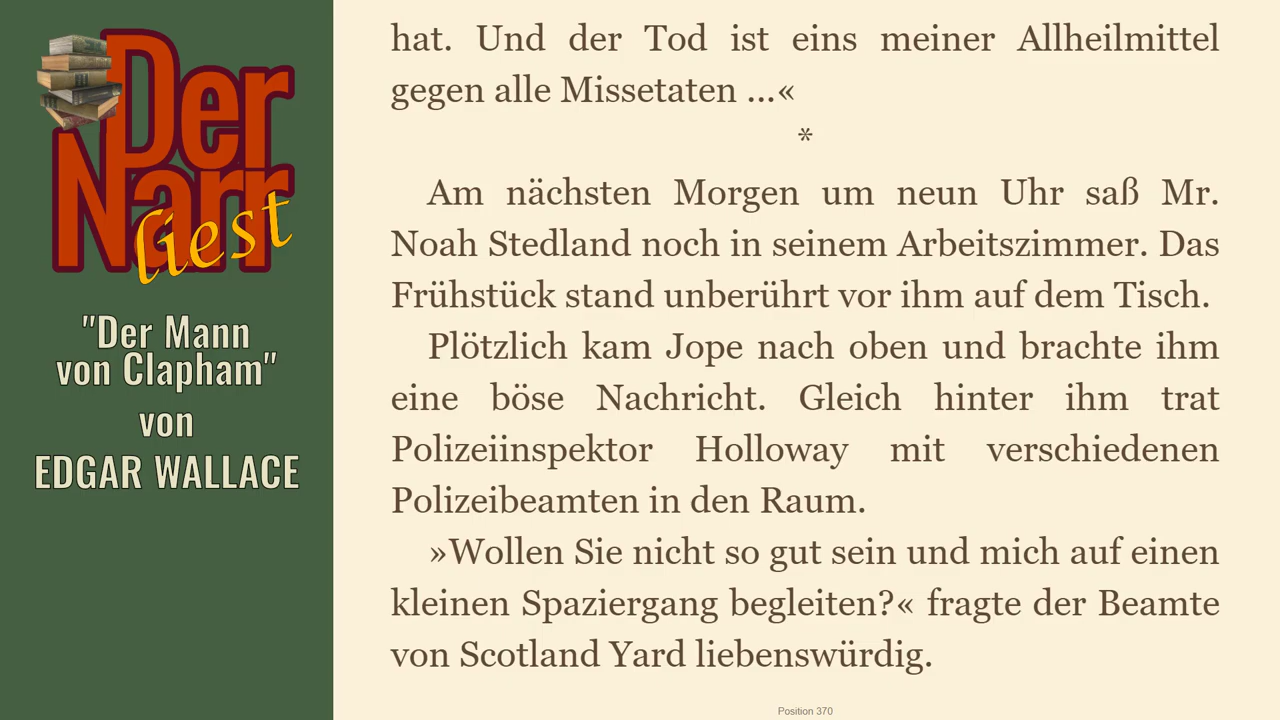 Der
Narr
liest
"Der Mann
von Clapham"
von
EDGAR WALLACE
hat. Und der Tod ist eins meiner Allheilmittel
gegen alle Missetaten ...«
*
Am nächsten Morgen um neun Uhr saß Mr.
Noah Stedland noch in seinem Arbeitszimmer. Das
Frühstück stand unberührt vor ihm auf dem Tisch.
Plötzlich kam Jope nach oben und brachte ihm
eine böse Nachricht. Gleich hinter ihm trat
Polizeiinspektor Holloway mit verschiedenen
Polizeibeamten in den Raum.
»Wollen Sie nicht so gut sein und mich auf einen
kleinen Spaziergang begleiten?« fragte der Beamte
von Scotland Yard liebenswürdig.
Position 370